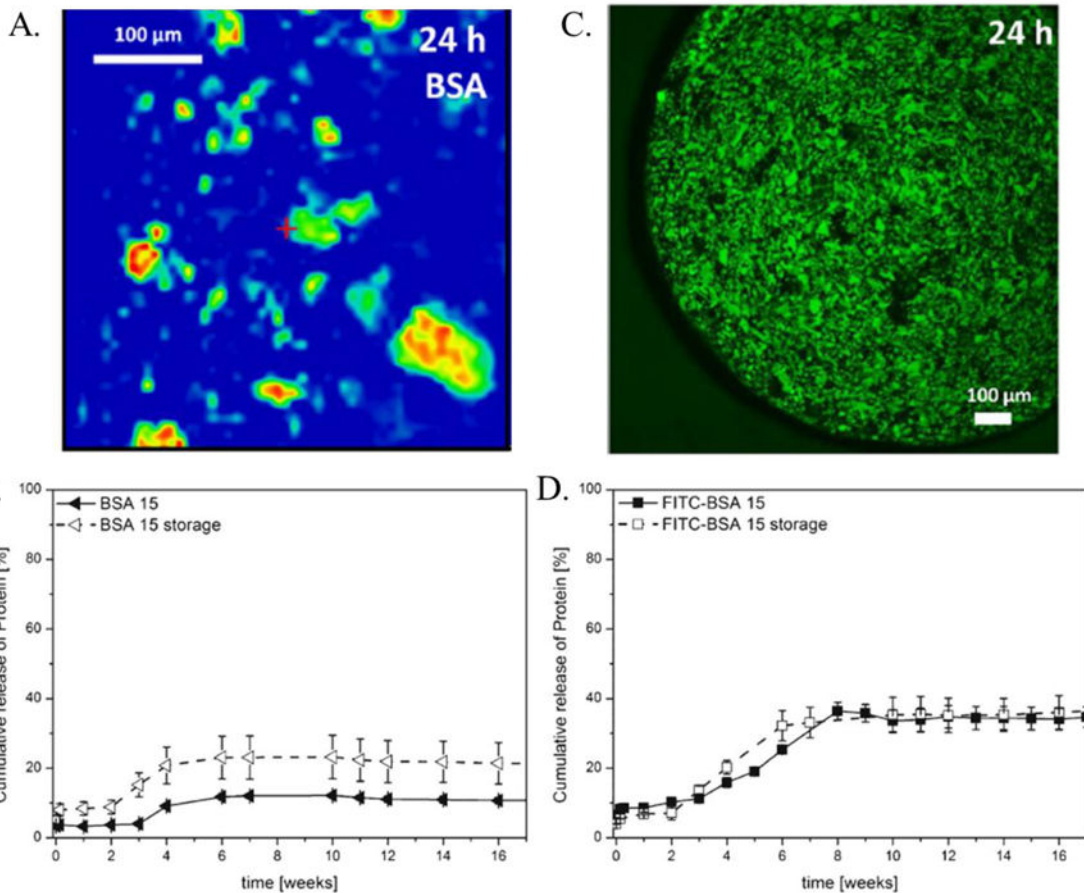 A.
100 µm
24 h
BSA
C.
24 h
100 µm
BSA 15
BSA 15 storage
Cumulative release of Protein [%]
100
80
60
40
20
0
0 2 4 6 8 10 12 14 16
time [weeks]
D.
FITC-BSA 15
FITC-BSA 15 storage
Cumulative release of Protein [%]
100
80
60
40
20
0
0 2 4 6 8 10 12 14 16
time [weeks]